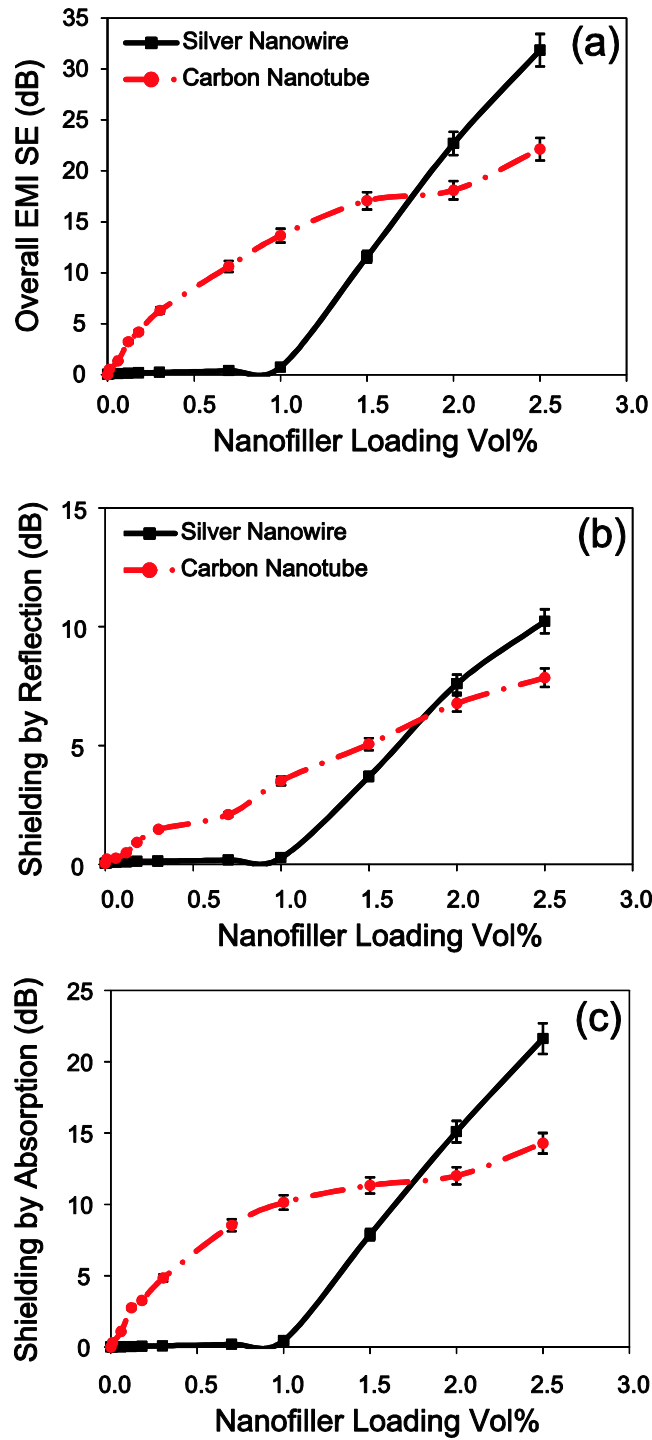 (a)
Silver Nanowire
Carbon Nanotube
Overall EMI SE (dB)
35
30
25
20
15
10
5
0
0.0 0.5 1.0 1.5 2.0 2.5 3.0
Nanofiller Loading Vol%
(b)
Silver Nanowire
Carbon Nanotube
Shielding by Reflection (dB)
15
10
5
0
0.0 0.5 1.0 1.5 2.0 2.5 3.0
Nanofiller Loading Vol%
(c)
Shielding by Absorption (dB)
25
20
15
10
5
0
0.0 0.5 1.0 1.5 2.0 2.5 3.0
Nanofiller Loading Vol%